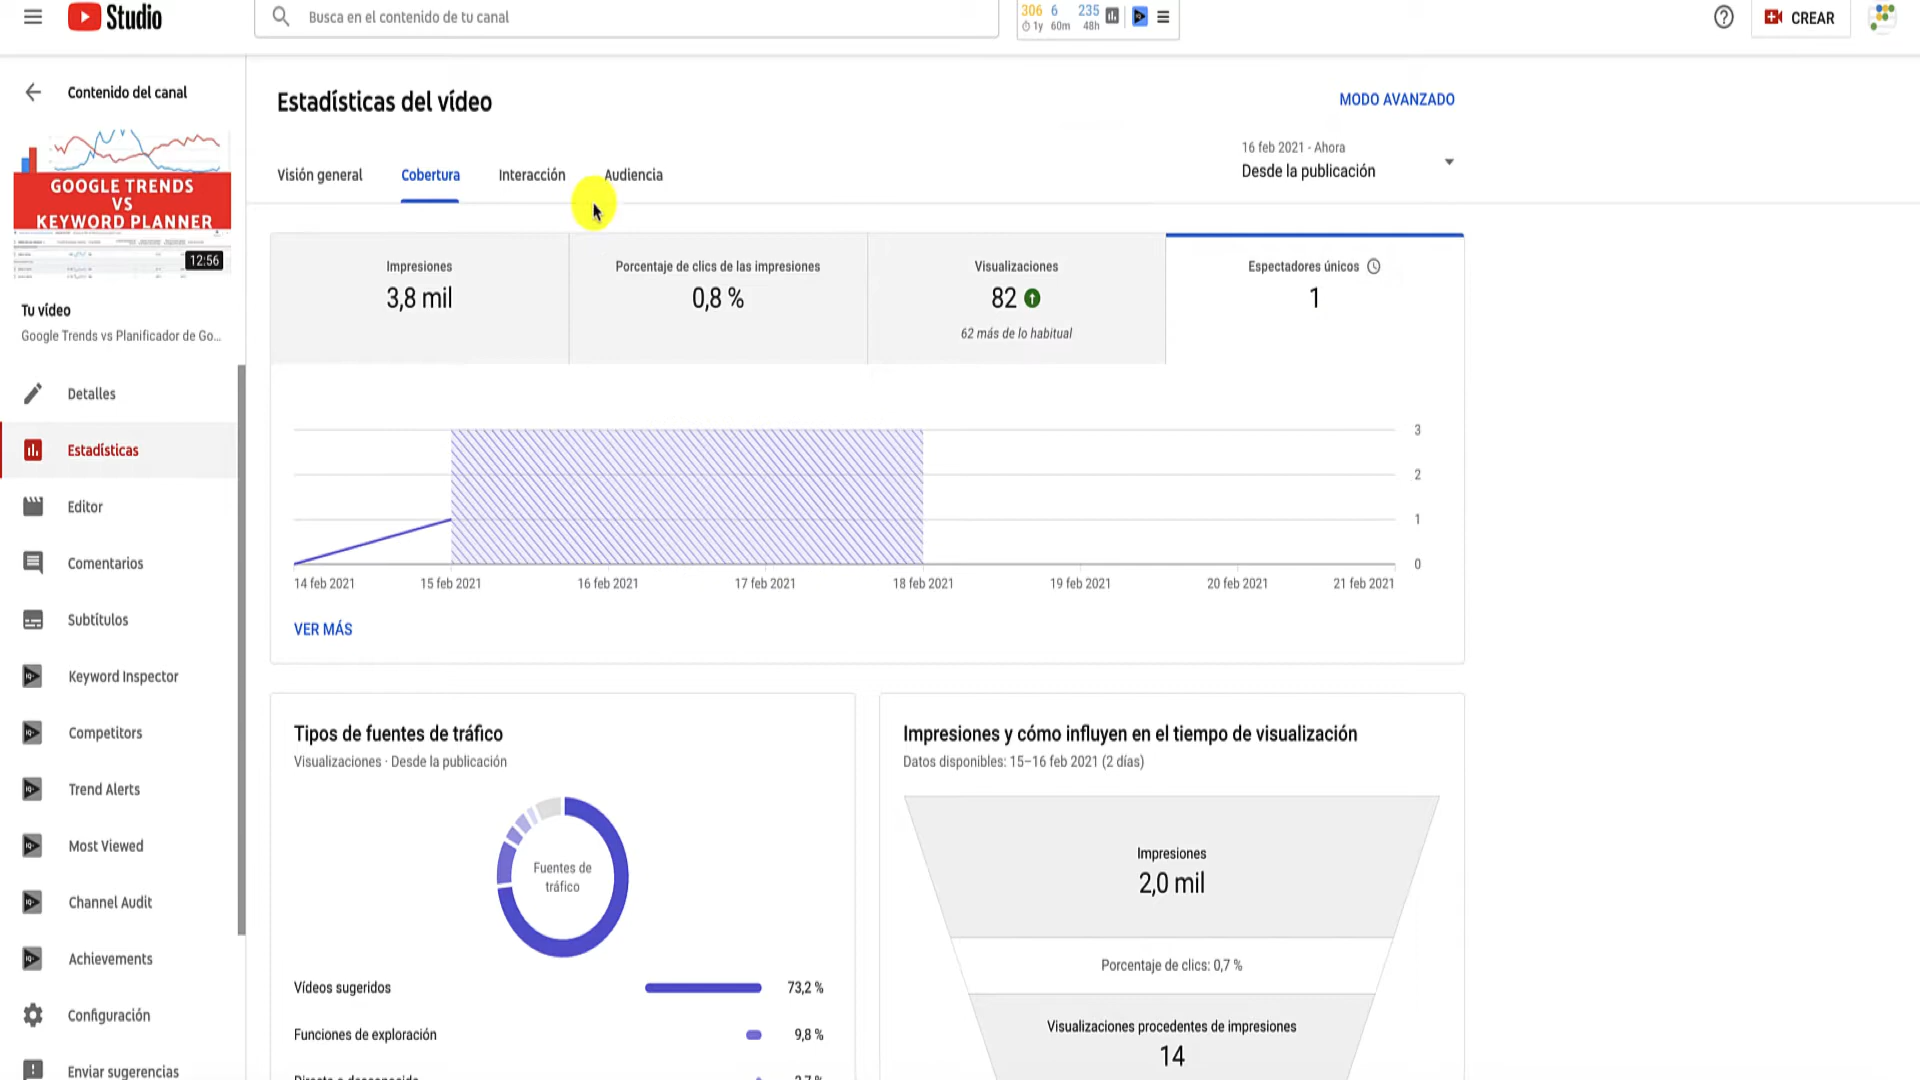 Studio
Busca en el contenido de tu canal
306 6 235
1y 60m 48h
CREAR
Contenido del canal
GOOGLE TRENDS
VS
KEYWORD PLANNER
12:56
Tu vídeo
Google Trends vs Planificador de Go...
Detalles
Estadísticas
Editor
Comentarios
Subtítulos
Keyword Inspector
Competitors
Trend Alerts
Most Viewed
Channel Audit
Achievements
Configuración
Enviar sugerencias
Estadísticas del vídeo
MODO AVANZADO
16 feb 2021 - Ahora
Desde la publicación
Visión general Cobertura Interacción Audiencia
Impresiones
3,8 mil
Porcentaje de clics de las impresiones
0,8 %
Visualizaciones
82
62 más de lo habitual
Espectadores únicos
1
3
2
1
0
14 feb 2021 15 feb 2021 16 feb 2021 17 feb 2021 18 feb 2021 19 feb 2021 20 feb 2021 21 feb 2021
VER MÁS
Tipos de fuentes de tráfico
Visualizaciones · Desde la publicación
Fuentes de
tráfico
Vídeos sugeridos 73,2 %
Funciones de exploración 9,8 %
Impresiones y cómo influyen en el tiempo de visualización
Datos disponibles: 15–16 feb 2021 (2 días)
Impresiones
2,0 mil
Porcentaje de clics: 0,7 %
Visualizaciones procedentes de impresiones
14